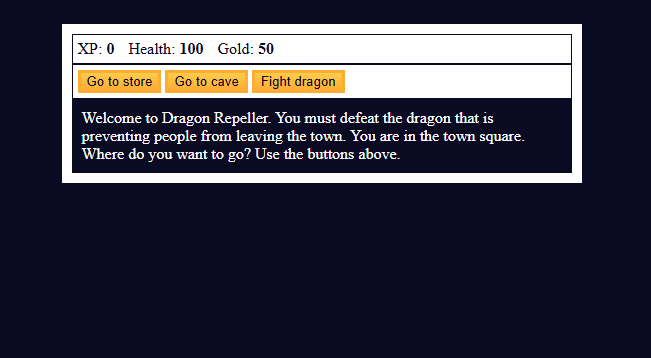 XP: 0 Health: 100 Gold: 50
Go to store Go to cave Fight dragon
Welcome to Dragon Repeller. You must defeat the dragon that is
preventing people from leaving the town. You are in the town square.
Where do you want to go? Use the buttons above.